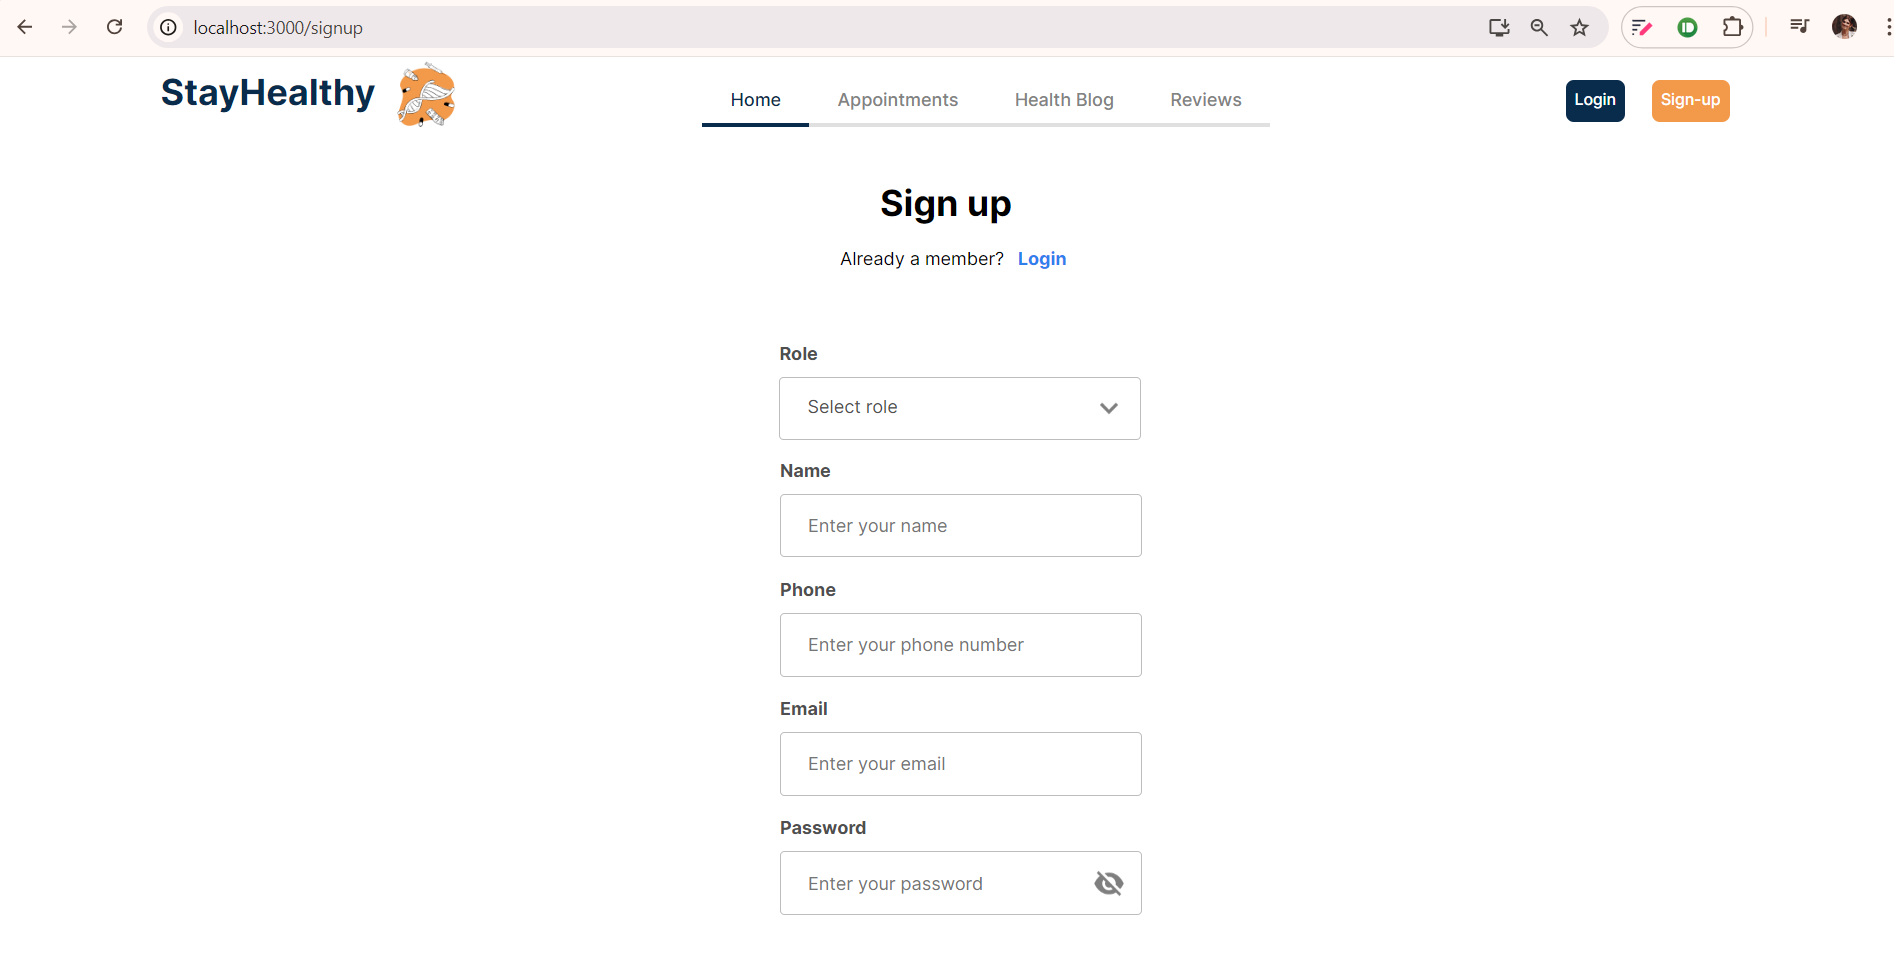 localhost:3000/signup
StayHealthy
Home Appointments Health Blog Reviews
Login Sign-up
Sign up
Already a member? Login
Role
Select role
Name
Enter your name
Phone
Enter your phone number
Email
Enter your email
Password
Enter your password